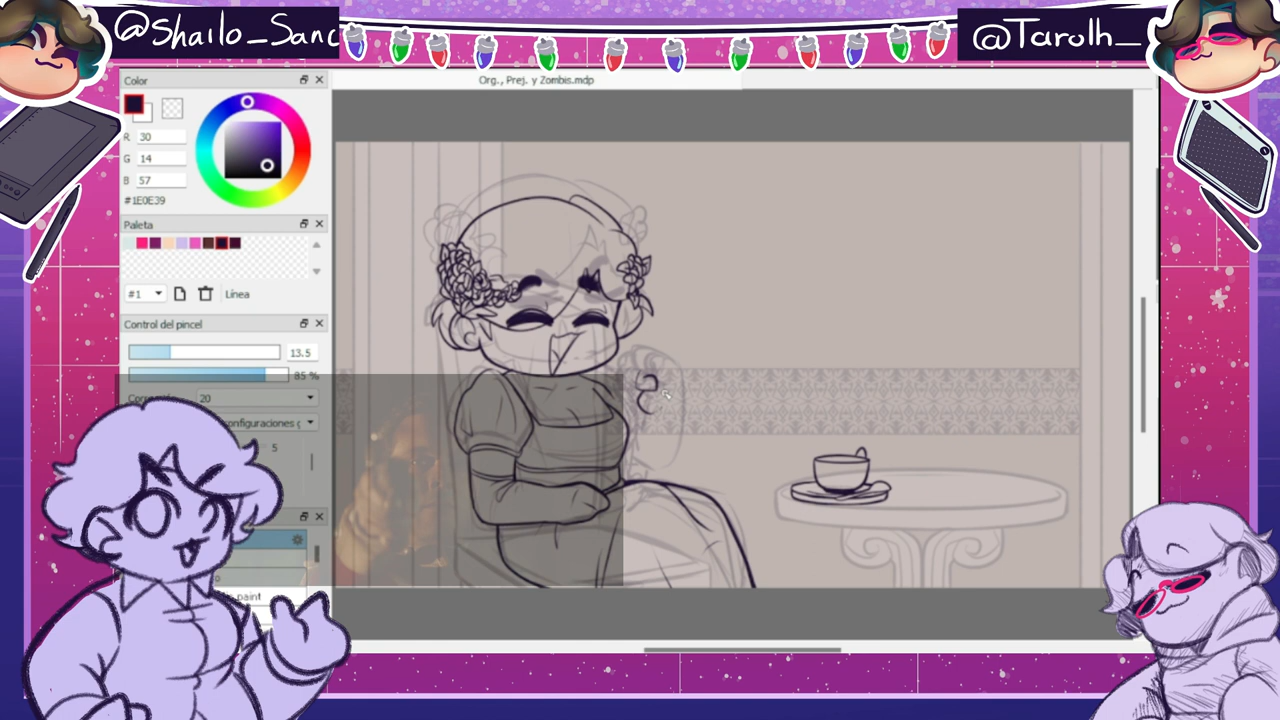 @Shailo_Sanc
@Tarolh_
Color
Org., Prej. y Zombis.mdp
R 30
G 14
B 57
#1E0E39
Paleta
#1 Línea
Control del pincel
13.5
85 %
20
onfiguraciones g
5
paint